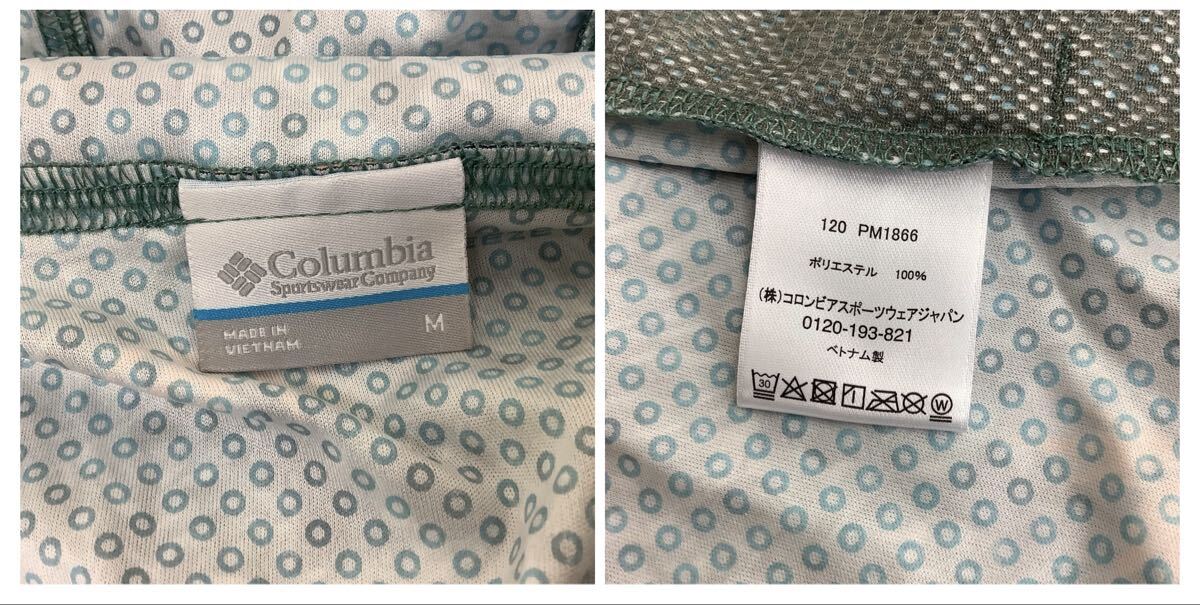 Columbia
Sportswear Company
MADE IN
VIETNAM
M
120 PM1866
ポリエステル 100%
(株)コロンビアスポーツウェアジャパン
0120-193-821
ベトナム製
30
W